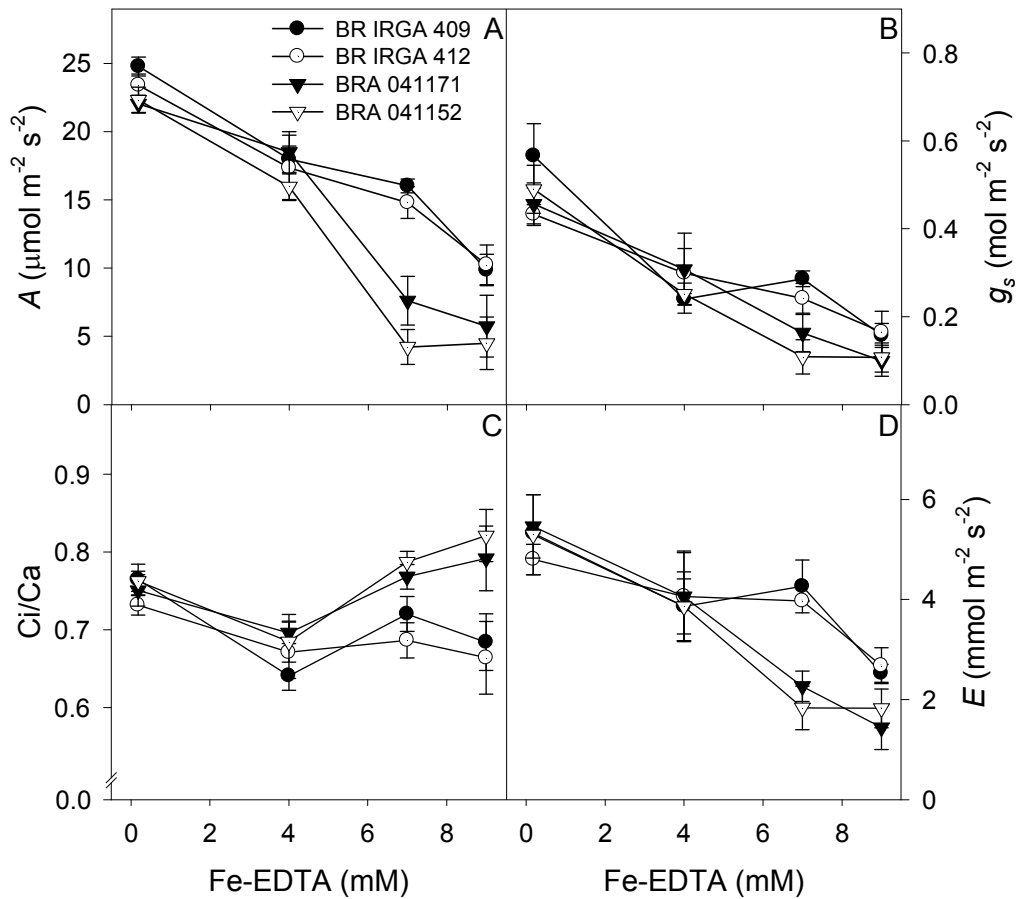 A
BR IRGA 409
BR IRGA 412
BRA 041171
BRA 041152
25
20
15
10
5
0
A (μmol m⁻² s⁻²)
B
0.8
0.6
0.4
0.2
0.0
gₛ (mol m⁻² s⁻²)
C
0.9
0.8
0.7
0.6
0.0
Ci/Ca
0 2 4 6 8
Fe-EDTA (mM)
D
6
4
2
0
E (mmol m⁻² s⁻²)
0 2 4 6 8
Fe-EDTA (mM)